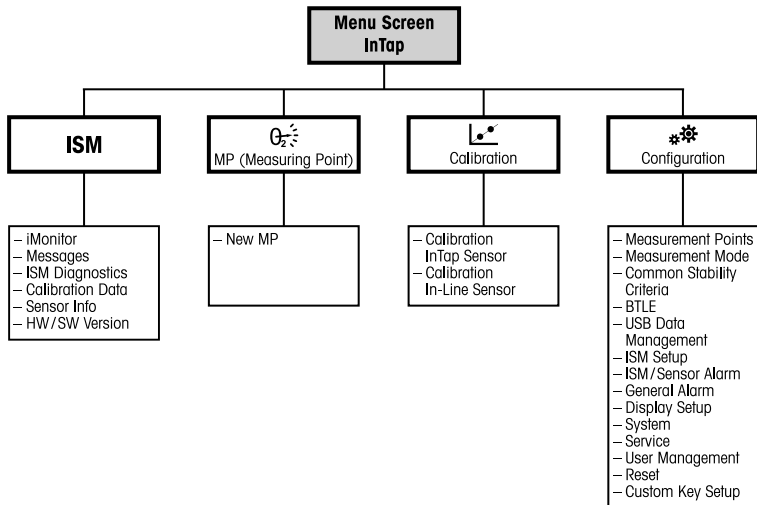 Menu Screen
InTap
ISM
O₂
MP (Measuring Point)
Calibration
Configuration
– iMonitor
– Messages
– ISM Diagnostics
– Calibration Data
– Sensor Info
– HW/SW Version
– New MP
– Calibration
InTap Sensor
– Calibration
In-Line Sensor
– Measurement Points
– Measurement Mode
– Common Stability
Criteria
– BTLE
– USB Data
Management
– ISM Setup
– ISM/Sensor Alarm
– General Alarm
– Display Setup
– System
– Service
– User Management
– Reset
– Custom Key Setup